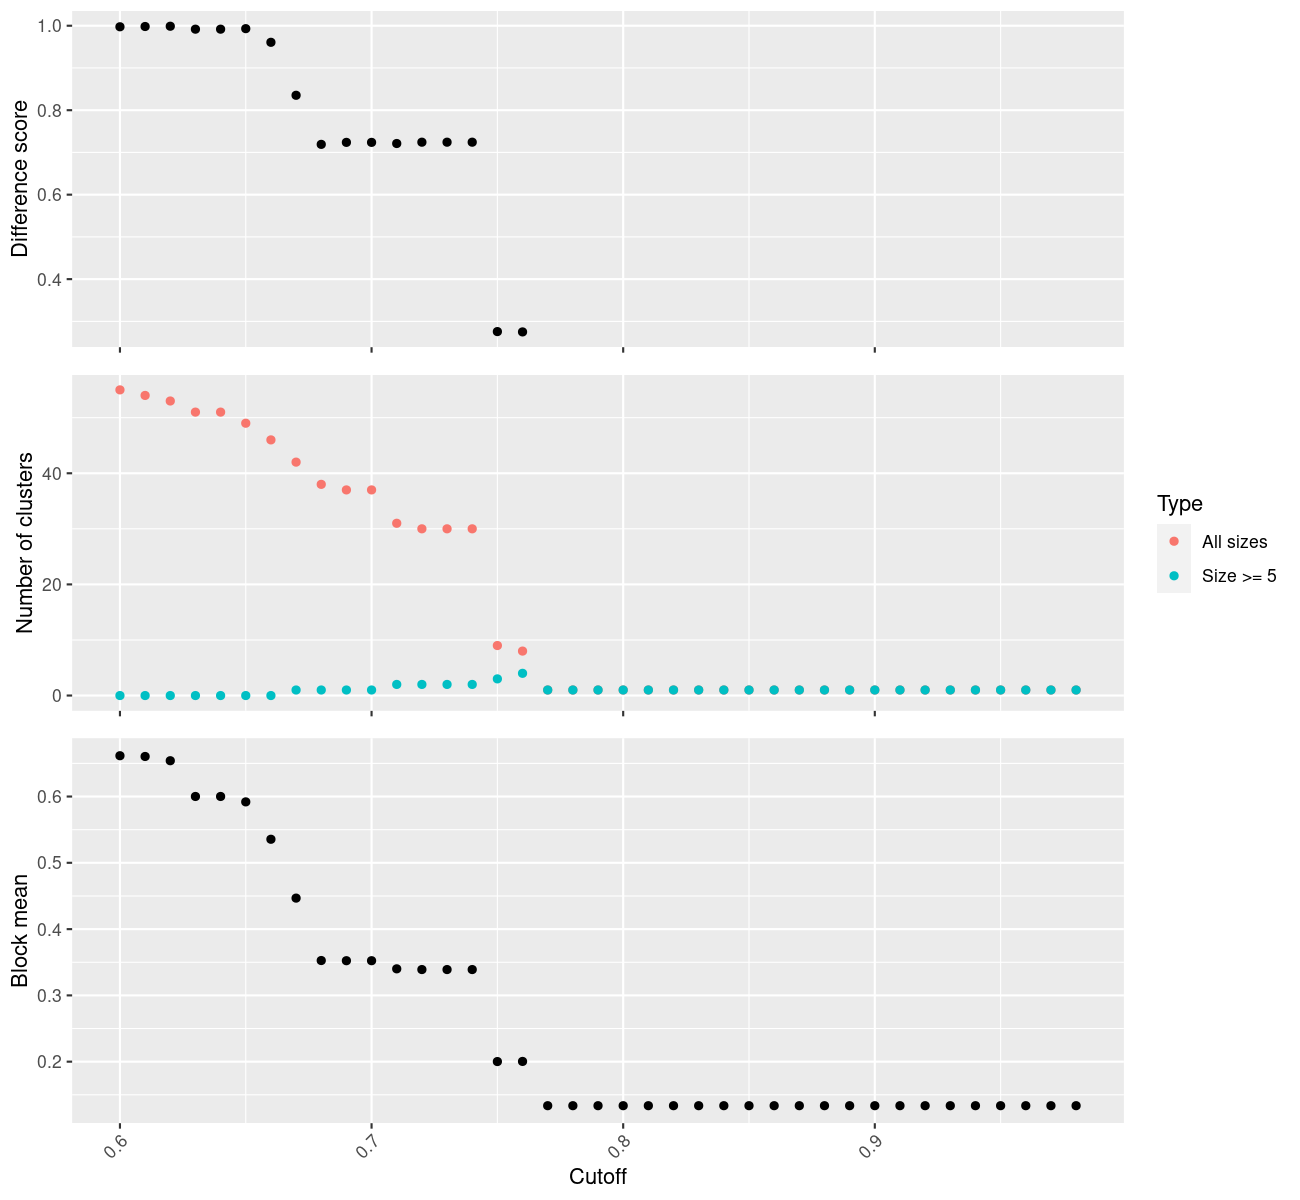 Difference score
1.0
0.8
0.6
0.4
Number of clusters
40
20
0
Type
All sizes
Size >= 5
Block mean
0.6
0.5
0.4
0.3
0.2
0.6
0.7
0.8
0.9
Cutoff